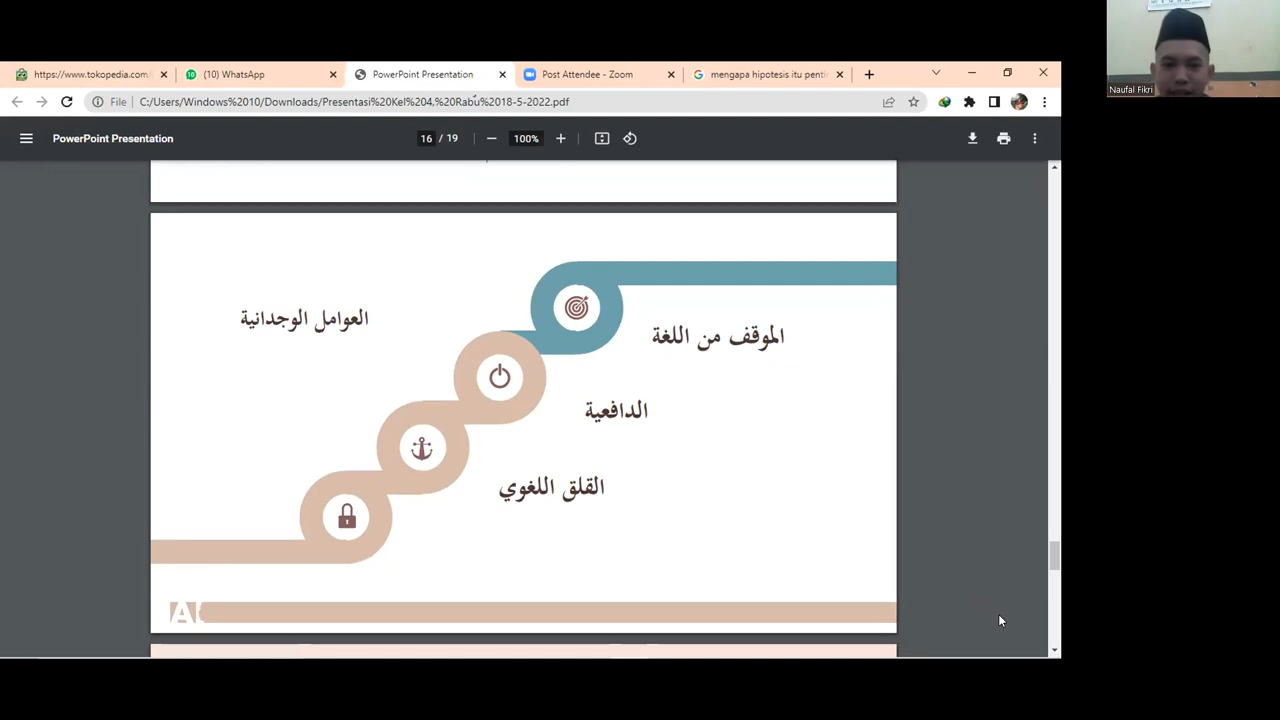 https://www.tokopedia.com/
(10) WhatsApp
PowerPoint Presentation
Post Attendee - Zoom
mengapa hipotesis itu penti
File
C:/Users/Windows%2010/Downloads/Presentasi%20Kel%204,%20Rabu%2018-5-2022.pdf
PowerPoint Presentation
16 / 19
100%
العوامل الوجدانية
الموقف من اللغة
الدافعية
القلق اللغوي
Naufal Fikri